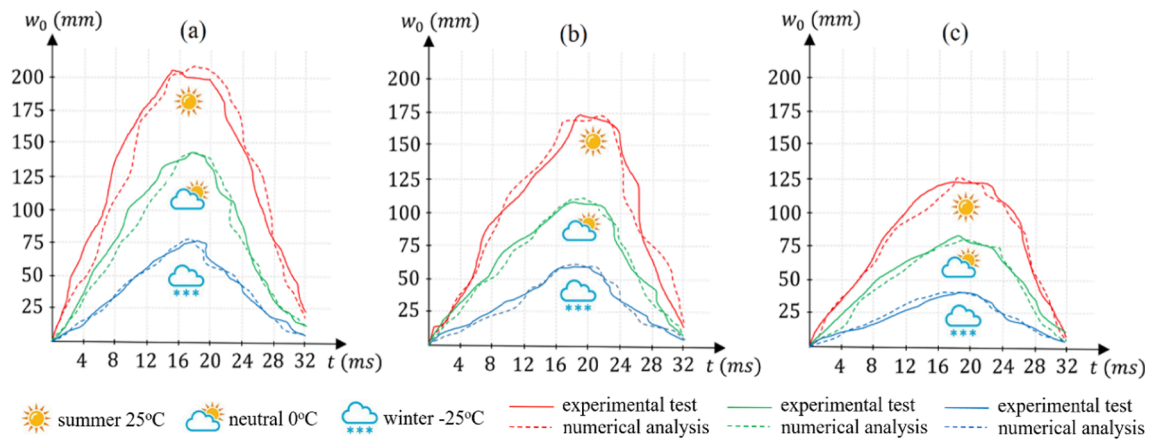 w₀ (mm)
(a)
200
175
150
125
100
75
50
25
4 8 12 16 20 24 28 32 t (ms)
w₀ (mm)
(b)
200
175
150
125
100
75
50
25
4 8 12 16 20 24 28 32 t (ms)
w₀ (mm)
(c)
200
175
150
125
100
75
50
25
4 8 12 16 20 24 28 32 t (ms)
summer 25ºC neutral 0ºC winter -25ºC
experimental test experimental test experimental test
numerical analysis numerical analysis numerical analysis